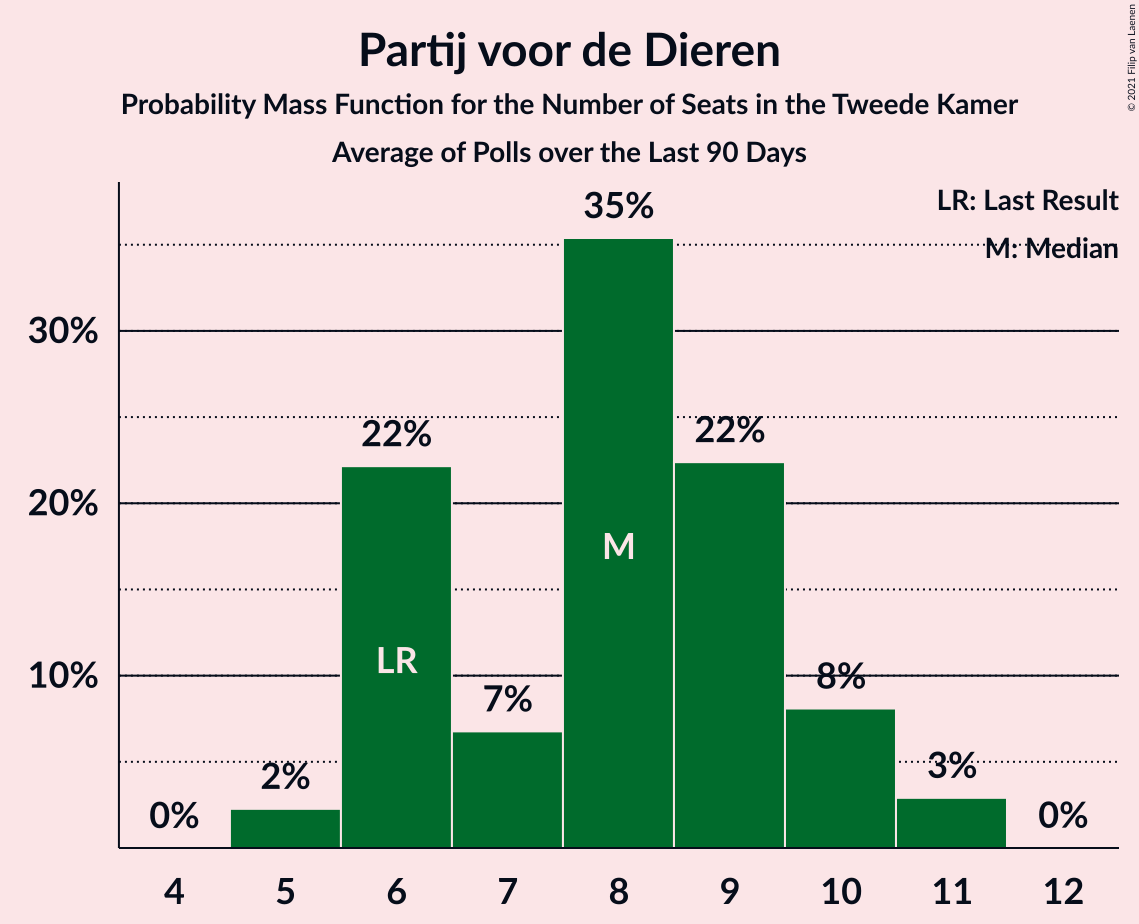 Partij voor de Dieren
Probability Mass Function for the Number of Seats in the Tweede Kamer
Average of Polls over the Last 90 Days
© 2021 Filip van Laenen
LR: Last Result
M: Median
35%
30%
22%
22%
20%
M
LR
10%
7%
8%
2%
3%
0%
0%
4 5 6 7 8 9 10 11 12